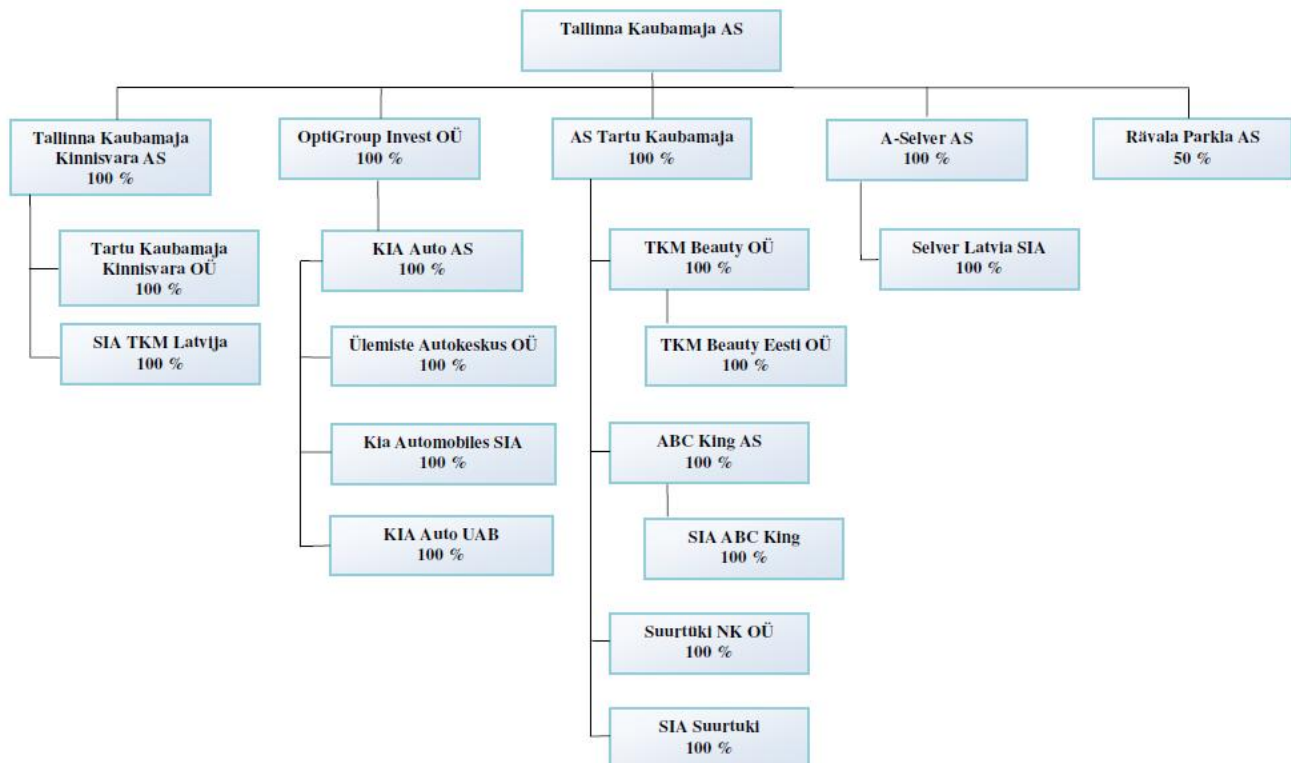 Tallinna Kaubamaja AS
Tallinna Kaubamaja
Kinnisvara AS
100 %
OptiGroup Invest OÜ
100 %
AS Tartu Kaubamaja
100 %
A-Selver AS
100 %
Rävala Parkla AS
50 %
Tartu Kaubamaja
Kinnisvara OÜ
100 %
SIA TKM Latvija
100 %
KIA Auto AS
100 %
Ülemiste Autokeskus OÜ
100 %
Kia Automobiles SIA
100 %
KIA Auto UAB
100 %
TKM Beauty OÜ
100 %
TKM Beauty Eesti OÜ
100 %
ABC King AS
100 %
SIA ABC King
100 %
Suurtüki NK OÜ
100 %
SIA Suurtuki
100 %
Selver Latvia SIA
100 %